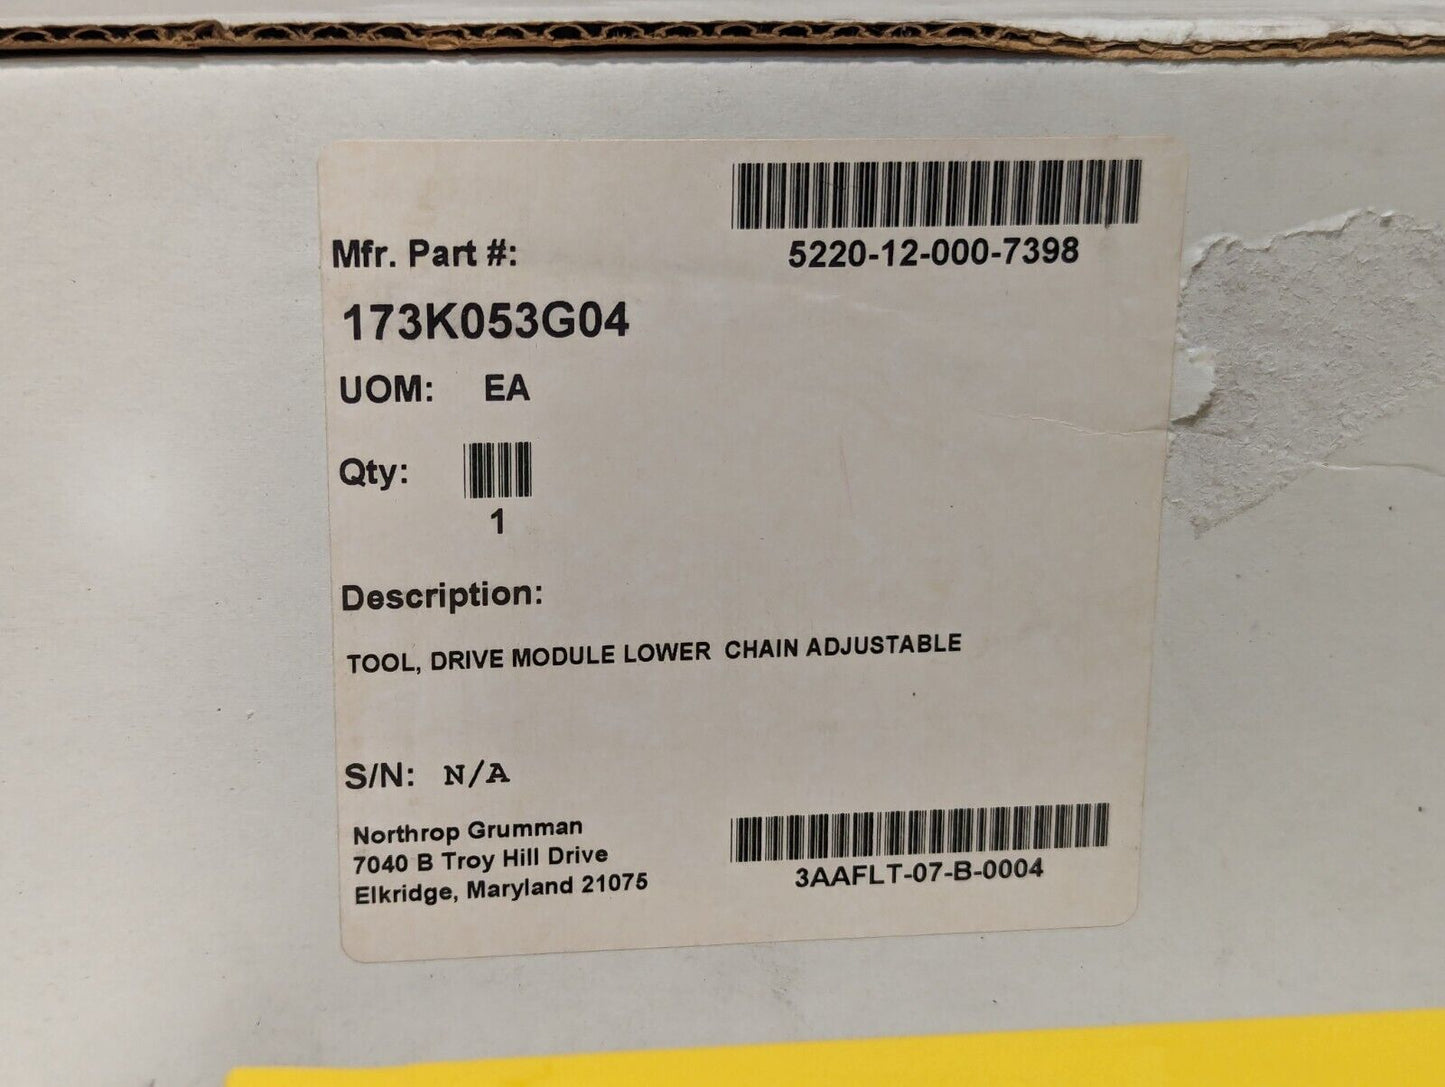 5220-12-000-7398
Mfr. Part #:
173K053G04
UOM: EA
Qty:
1
Description:
TOOL, DRIVE MODULE LOWER CHAIN ADJUSTABLE
S/N: N/A
Northrop Grumman
7040 B Troy Hill Drive
Elkridge, Maryland 21075
3AAFLT-07-B-0004